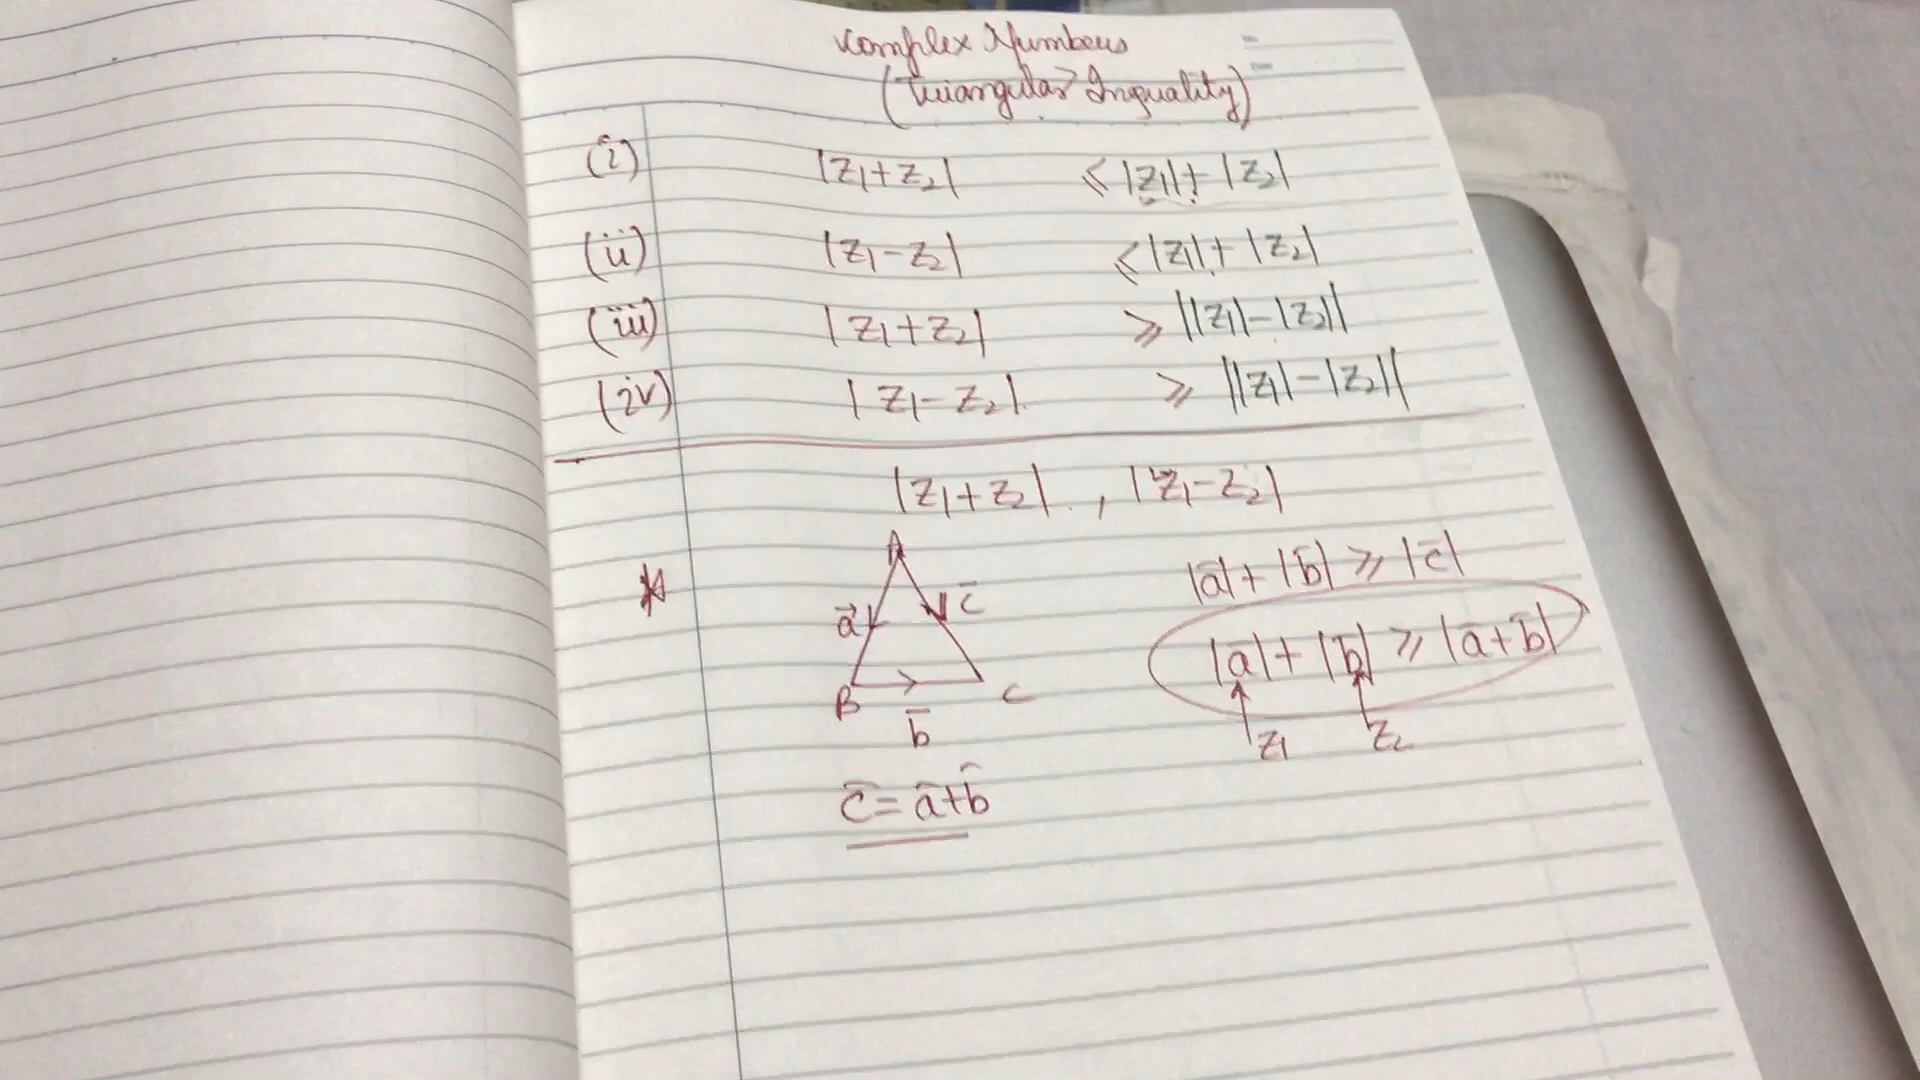 Complex Numbers
(Triangular Inquality)
(i) |z₁+z₂| ⩽ |z₁|+|z₂|
(ii) |z₁-z₂| ⩽ |z₁|+|z₂|
(iii) |z₁+z₂| ⩾ ||z₁|-|z₂||
(iv) |z₁-z₂| ⩾ ||z₁|-|z₂||
|z₁+z₂| , |z₁-z₂|
A
|a̅|+|b̅| ⩾ |c̅|
a⃗ c̅
|a̅|+|b̅| ⩾ |a̅+b̅|
B C
b̅
z₁ z₂
c̅ = a̅+b̅